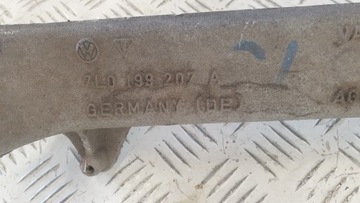 7L0 199 207 A
GERMANY (DE)